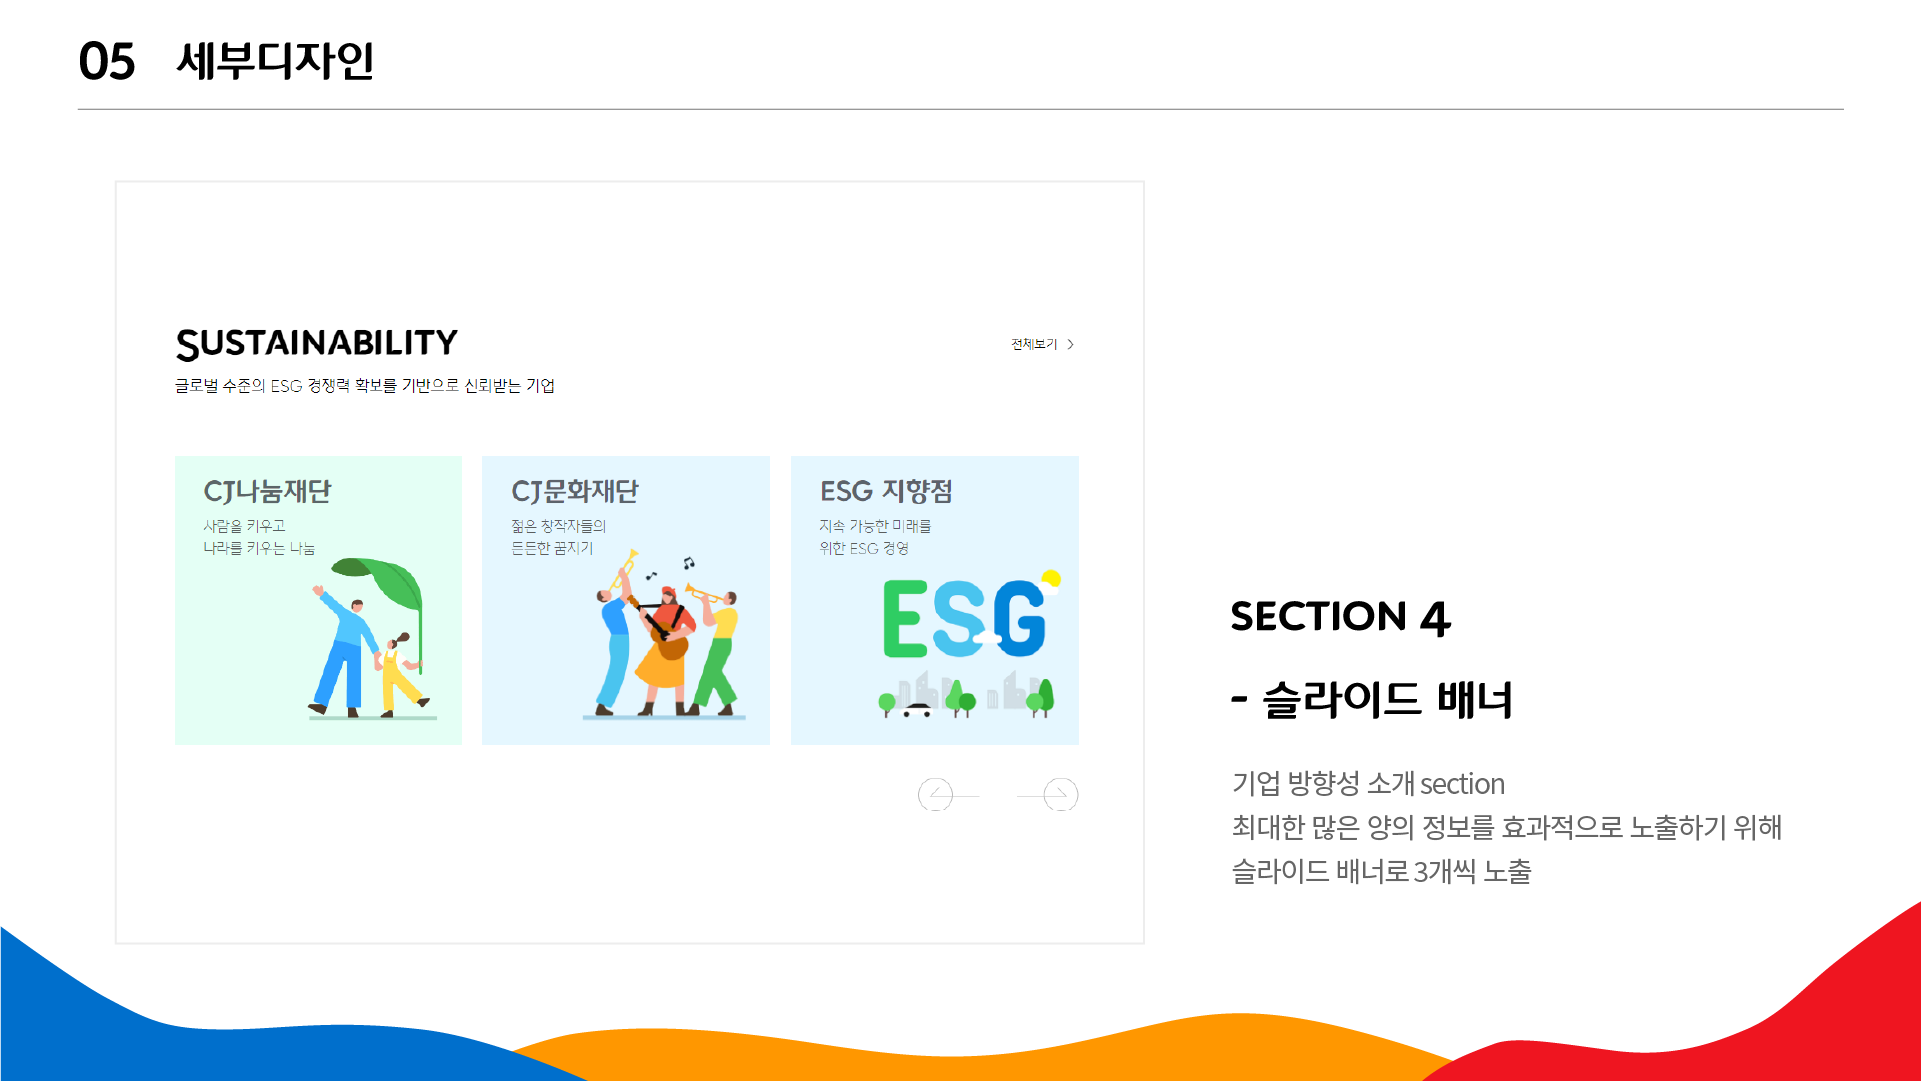 05 세부디자인
SUSTAINABILITY
전체보기
글로벌 수준의 ESG 경쟁력 확보를 기반으로 신뢰받는 기업
CJ나눔재단
사람을 키우고
나라를 키우는 나눔
CJ문화재단
젊은 창작자들의
든든한 꿈지기
ESG 지향점
지속 가능한 미래를
위한 ESG 경영
ESG
SECTION 4
- 슬라이드 배너
기업 방향성 소개 section
최대한 많은 양의 정보를 효과적으로 노출하기 위해
슬라이드 배너로 3개씩 노출